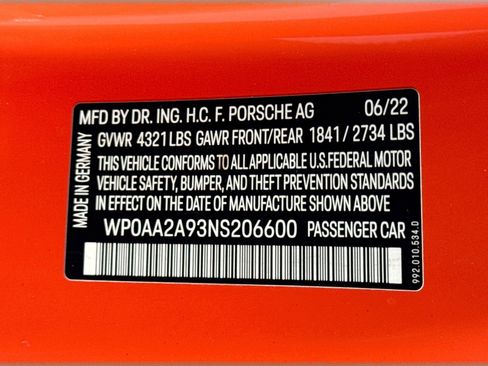 MFD BY DR. ING. H.C. F. PORSCHE AG 06/22
GVWR 4321 LBS GAWR FRONT/REAR 1841 / 2734 LBS
THIS VEHICLE CONFORMS TO ALL APPLICABLE U.S.FEDERAL MOTOR
VEHICLE SAFETY, BUMPER, AND THEFT PREVENTION STANDARDS
IN EFFECT ON THE DATE OF MANUFACTURE SHOWN ABOVE
WP0AA2A93NS206600 PASSENGER CAR
MADE IN GERMANY
992.010.534.0